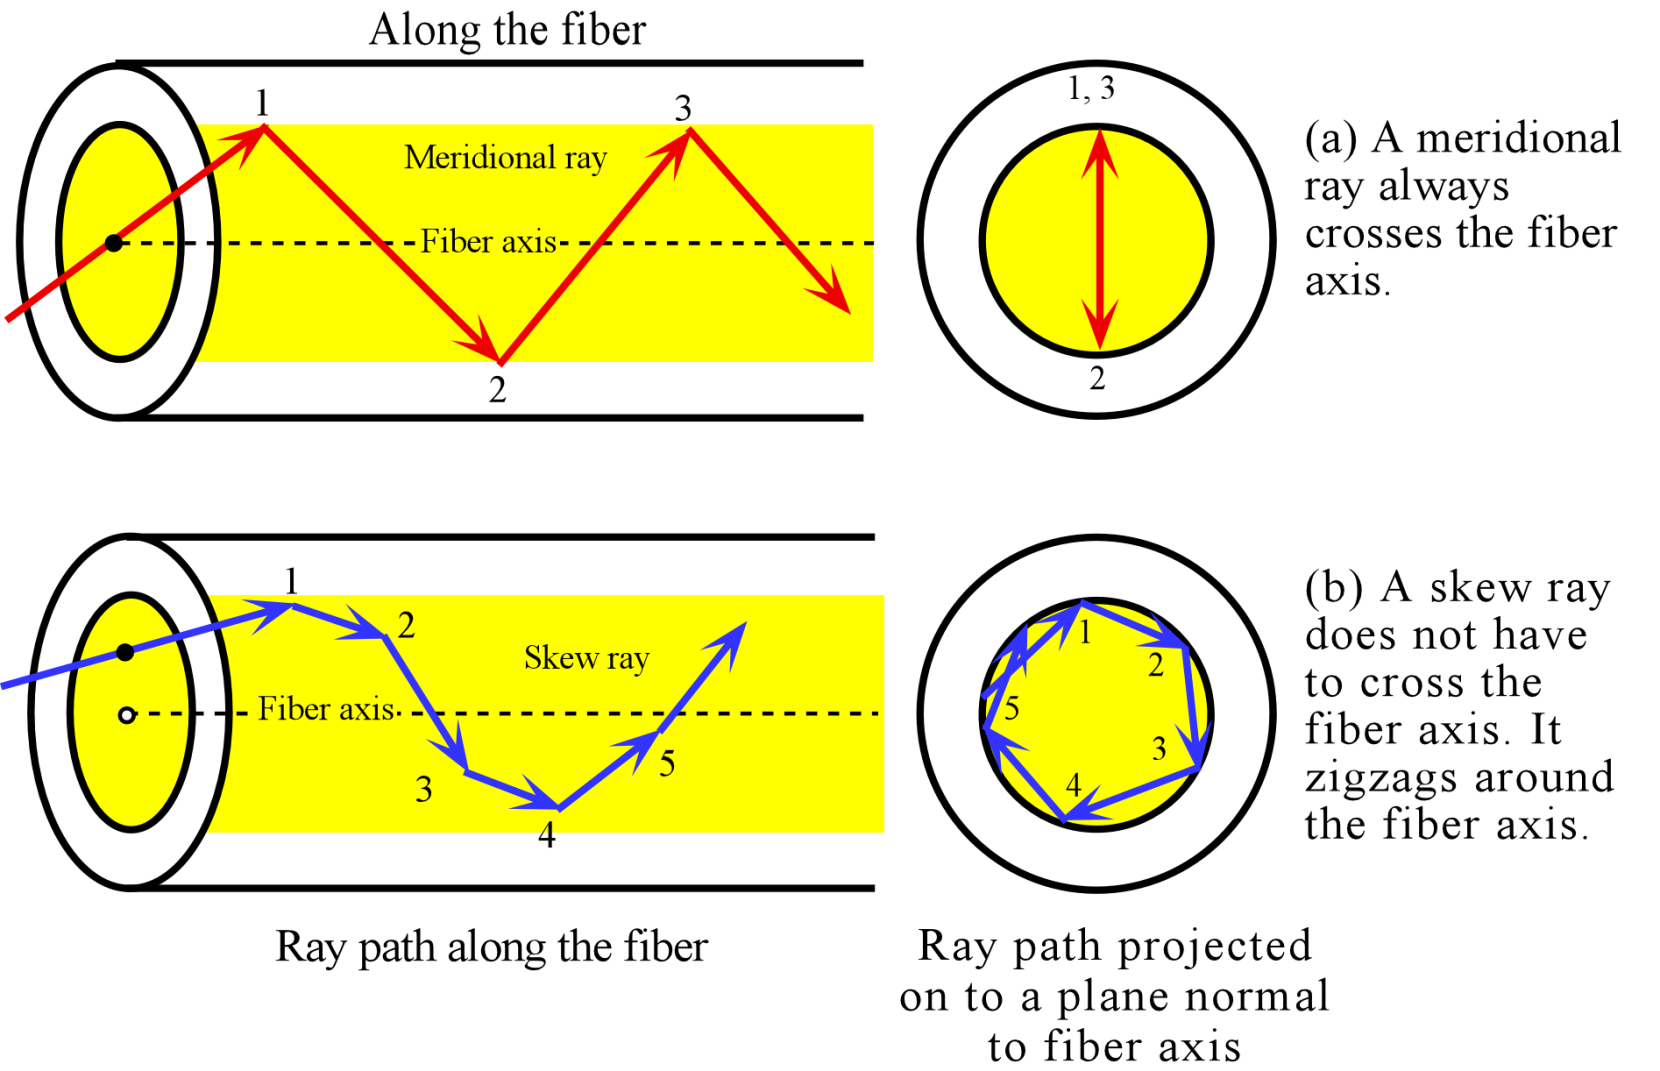 Along the fiber
1
3
Meridional ray
Fiber axis
2
1, 3
2
(a) A meridional
ray always
crosses the fiber
axis.
1
2
Skew ray
Fiber axis
3
5
4
1
2
5
3
4
(b) A skew ray
does not have
to cross the
fiber axis. It
zigzags around
the fiber axis.
Ray path along the fiber
Ray path projected
on to a plane normal
to fiber axis